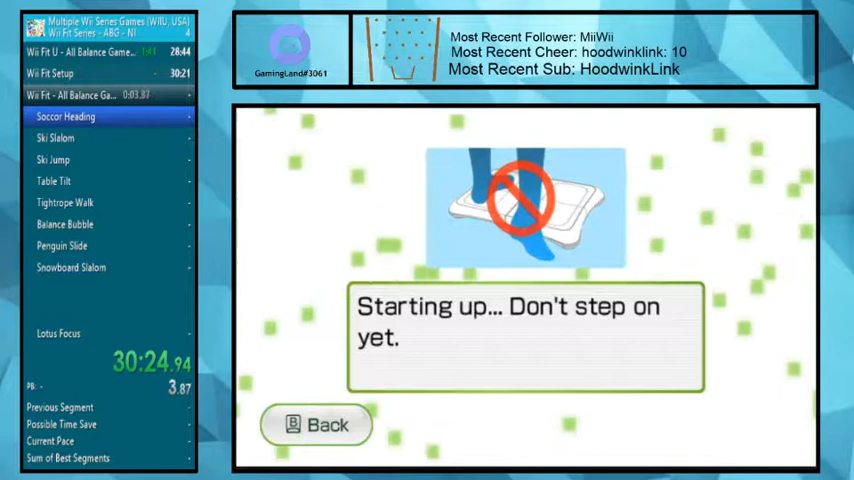 Multiple Wii Series Games (WIIU, USA)
Wii Fit Series - ABG - NI
4
Wii Fit U - All Balance Game... 1:41 28:44
Wii Fit Setup - 30:21
Wii Fit - All Balance Ga... 0:03.87 -
Soccor Heading -
Ski Slalom -
Ski Jump -
Table Tilt -
Tightrope Walk -
Balance Bubble -
Penguin Slide -
Snowboard Slalom -
Lotus Focus -
30:24.94
PB: - 3.87
Previous Segment -
Possible Time Save -
Current Pace -
Sum of Best Segments -
GamingLand#3061
Most Recent Follower: MiiWii
Most Recent Cheer: hoodwinklink: 10
Most Recent Sub: HoodwinkLink
Starting up... Don't step on
yet.
B Back